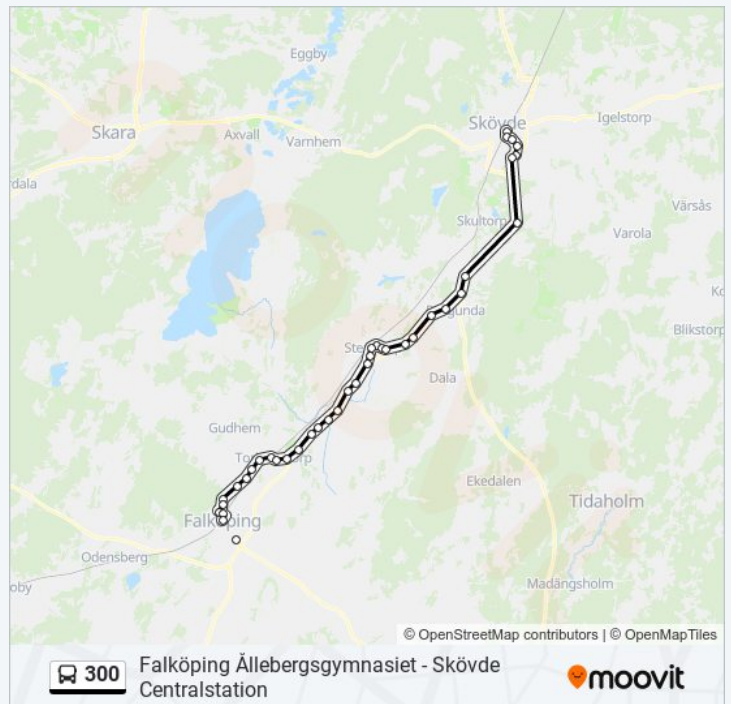 Eggby
Skövde
Igelstorp
Skara
Axvall
Varnhem
Värsås
Skultorp
Varola
Blikstorp
Dala
Gudhem
Ekedalen
Tidaholm
Falköping
Odensberg
Madängsholm
© OpenStreetMap contributors | © OpenMapTiles
300
Falköping Ållebergsgymnasiet - Skövde
Centralstation
moovit